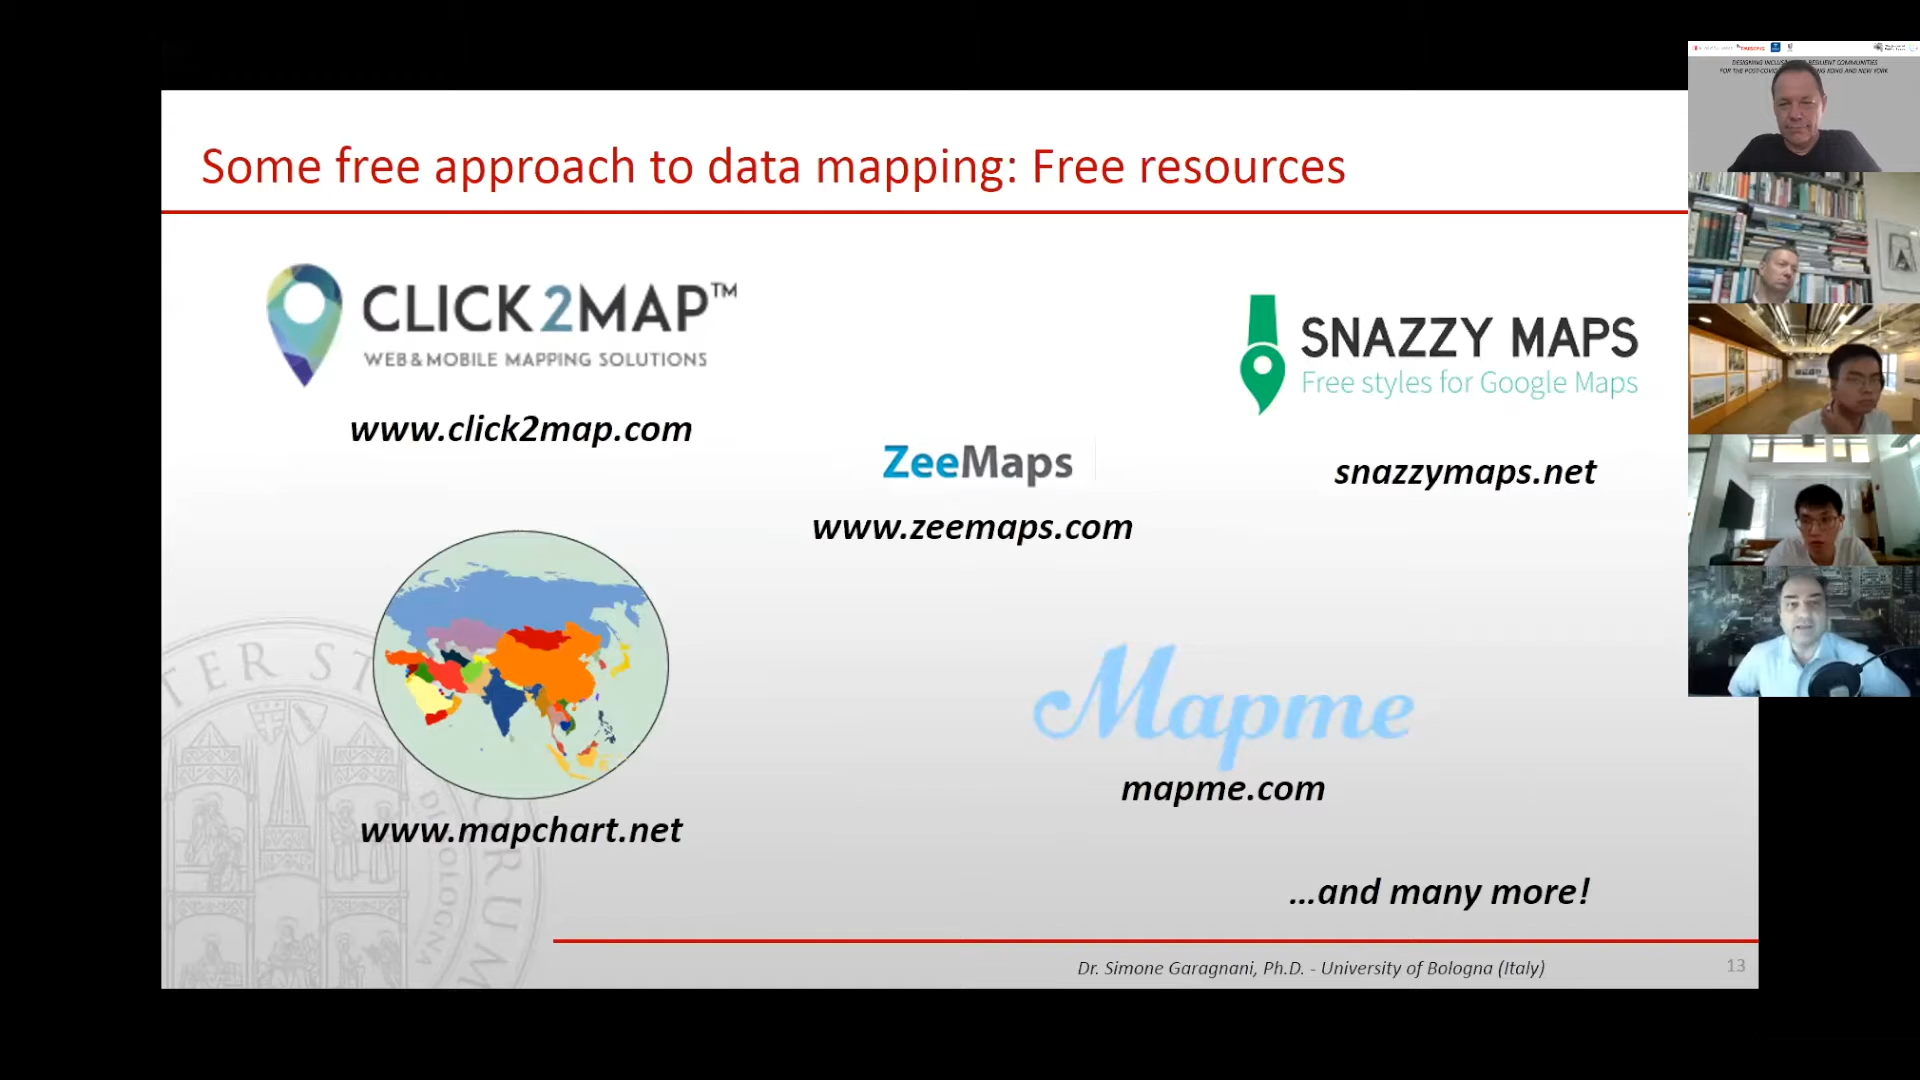 Some free approach to data mapping: Free resources
CLICK2MAP™
WEB & MOBILE MAPPING SOLUTIONS
www.click2map.com
SNAZZY MAPS
Free styles for Google Maps
snazzymaps.net
ZeeMaps
www.zeemaps.com
www.mapchart.net
Mapme
mapme.com
...and many more!
Dr. Simone Garagnani, Ph.D. - University of Bologna (Italy)
13